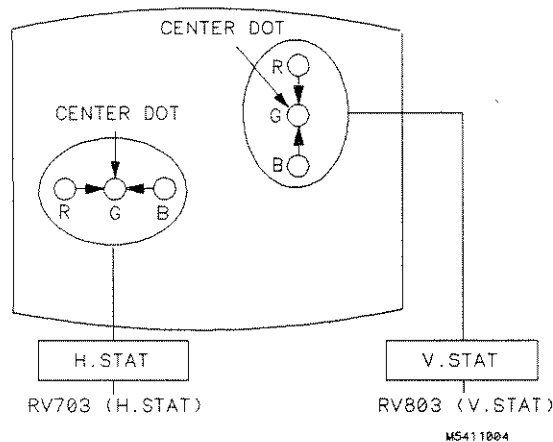 CENTER DOT
R
G
B
CENTER DOT
R G B
H.STAT
V.STAT
RV703 (H.STAT)
RV803 (V.STAT)
MS411004